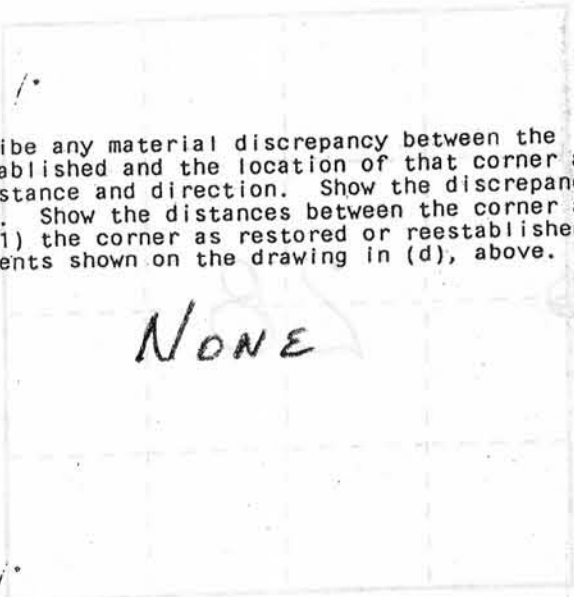 ibe any material discrepancy between the
ablished and the location of that corner
stance and direction. Show the discrepan
. Show the distances between the corner
1) the corner as restored or reestablishe
ents shown on the drawing in (d), above.
NONE